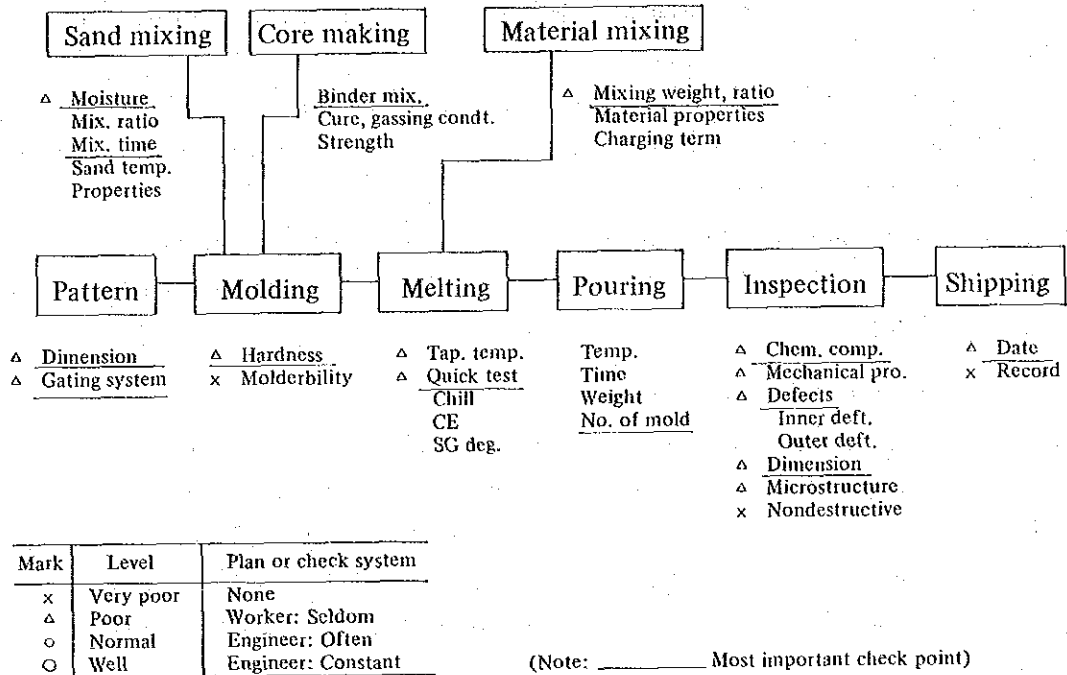 Sand mixing
Core making
Material mixing
△ Moisture
Mix. ratio
Mix. time
Sand temp.
Properties
Binder mix.
Cure, gassing condt.
Strength
△ Mixing weight, ratio
Material properties
Charging term
Pattern
Molding
Melting
Pouring
Inspection
Shipping
△ Dimension
△ Gating system
△ Hardness
x Molderbility
△ Tap. temp.
△ Quick test
Chill
CE
SG deg.
Temp.
Time
Weight
No. of mold
△ Chem. comp.
△ Mechanical pro.
△ Defects
Inner deft.
Outer deft.
△ Dimension
△ Microstructure
x Nondestructive
△ Date
x Record
Mark Level Plan or check system
x Very poor None
△ Poor Worker: Seldom
○ Normal Engineer: Often
○ Well Engineer: Constant
(Note: ________ Most important check point)